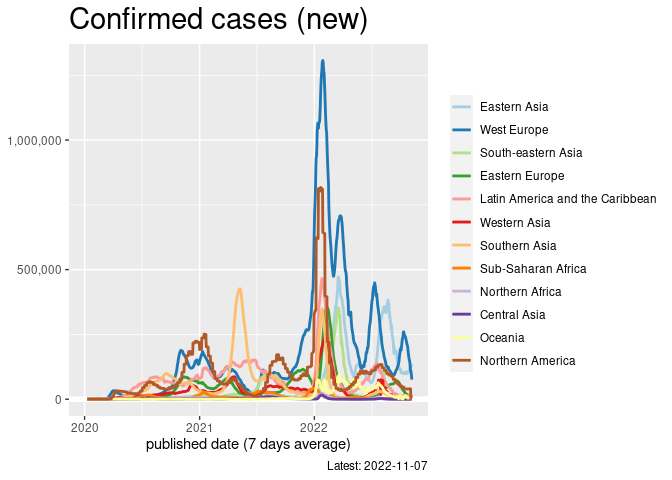 Confirmed cases (new)
1,000,000
500,000
0
2020
2021
2022
published date (7 days average)
Latest: 2022-11-07
Eastern Asia
West Europe
South-eastern Asia
Eastern Europe
Latin America and the Caribbean
Western Asia
Southern Asia
Sub-Saharan Africa
Northern Africa
Central Asia
Oceania
Northern America